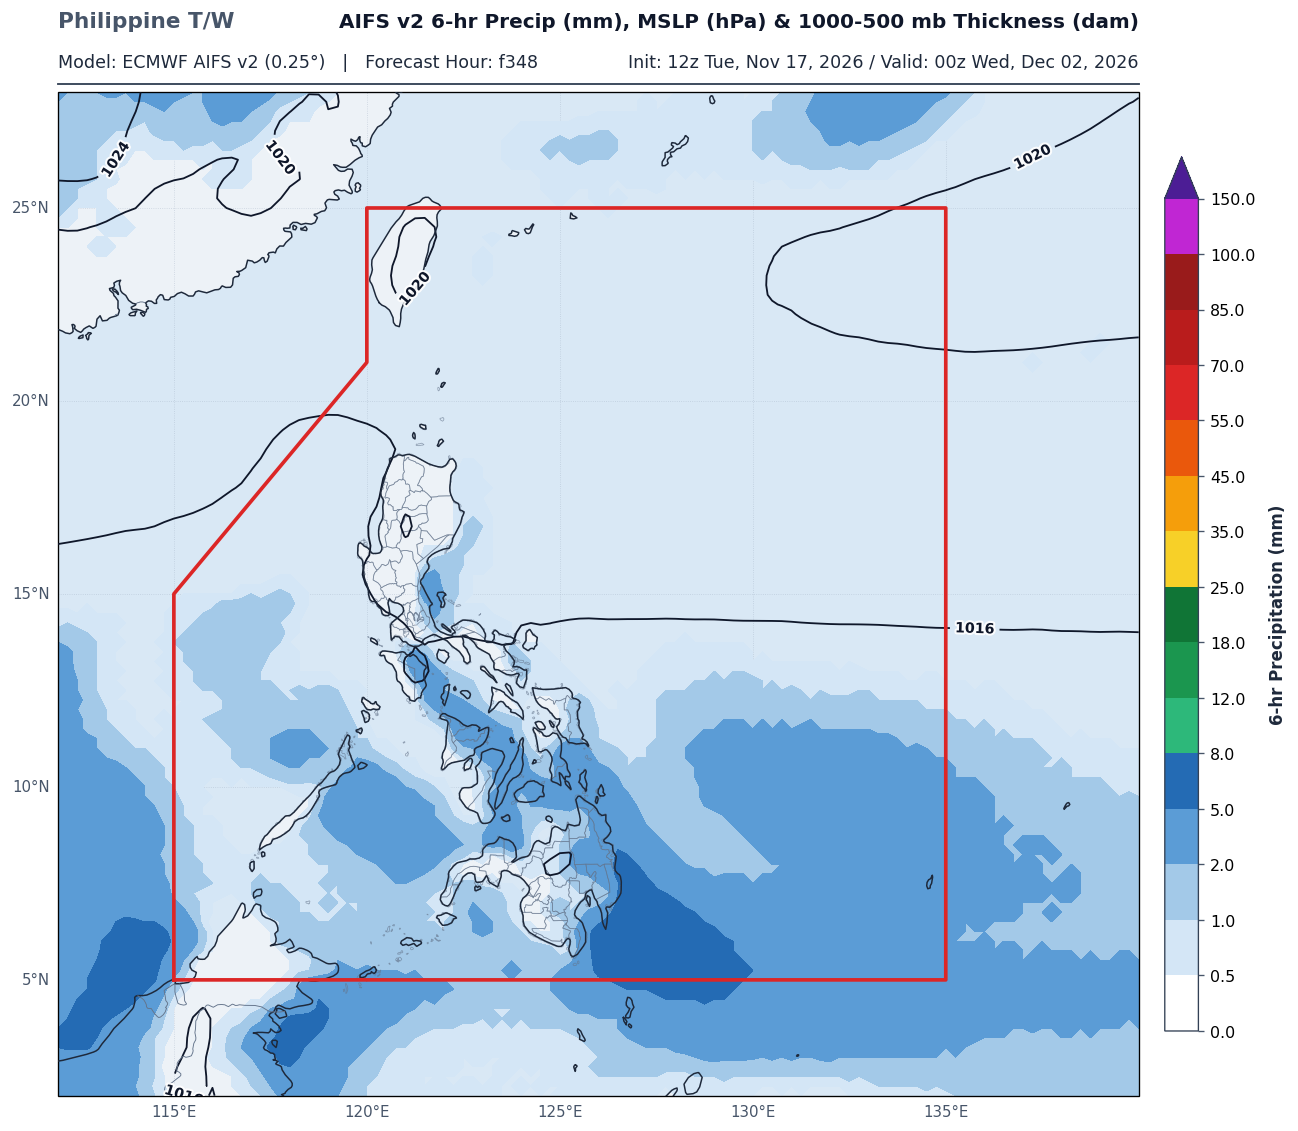 Philippine T/W
AIFS v2 6-hr Precip (mm), MSLP (hPa) & 1000-500 mb Thickness (dam)
Model: ECMWF AIFS v2 (0.25°) | Forecast Hour: f348
Init: 12z Tue, Nov 17, 2026 / Valid: 00z Wed, Dec 02, 2026
1024
1020
1020
1020
1016
25°N
20°N
15°N
10°N
5°N
115°E
120°E
125°E
130°E
135°E
150.0
100.0
85.0
70.0
55.0
45.0
35.0
25.0
18.0
12.0
8.0
5.0
2.0
1.0
0.5
0.0
6-hr Precipitation (mm)